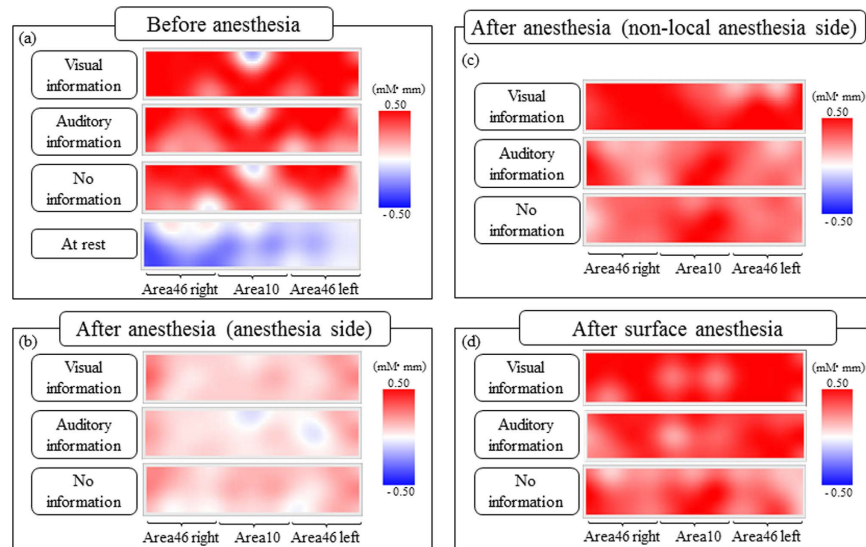 Before anesthesia
(a)
Visual
information
Auditory
information
No
information
At rest
(mM· mm)
0.50
- 0.50
Area46 right
Area10
Area46 left
After anesthesia (non-local anesthesia side)
(c)
Visual
information
Auditory
information
No
information
(mM· mm)
0.50
- 0.50
Area46 right
Area10
Area46 left
After anesthesia (anesthesia side)
(b)
Visual
information
Auditory
information
No
information
(mM· mm)
0.50
- 0.50
Area46 right
Area10
Area46 left
After surface anesthesia
(d)
Visual
information
Auditory
information
No
information
(mM· mm)
0.50
- 0.50
Area46 right
Area10
Area46 left